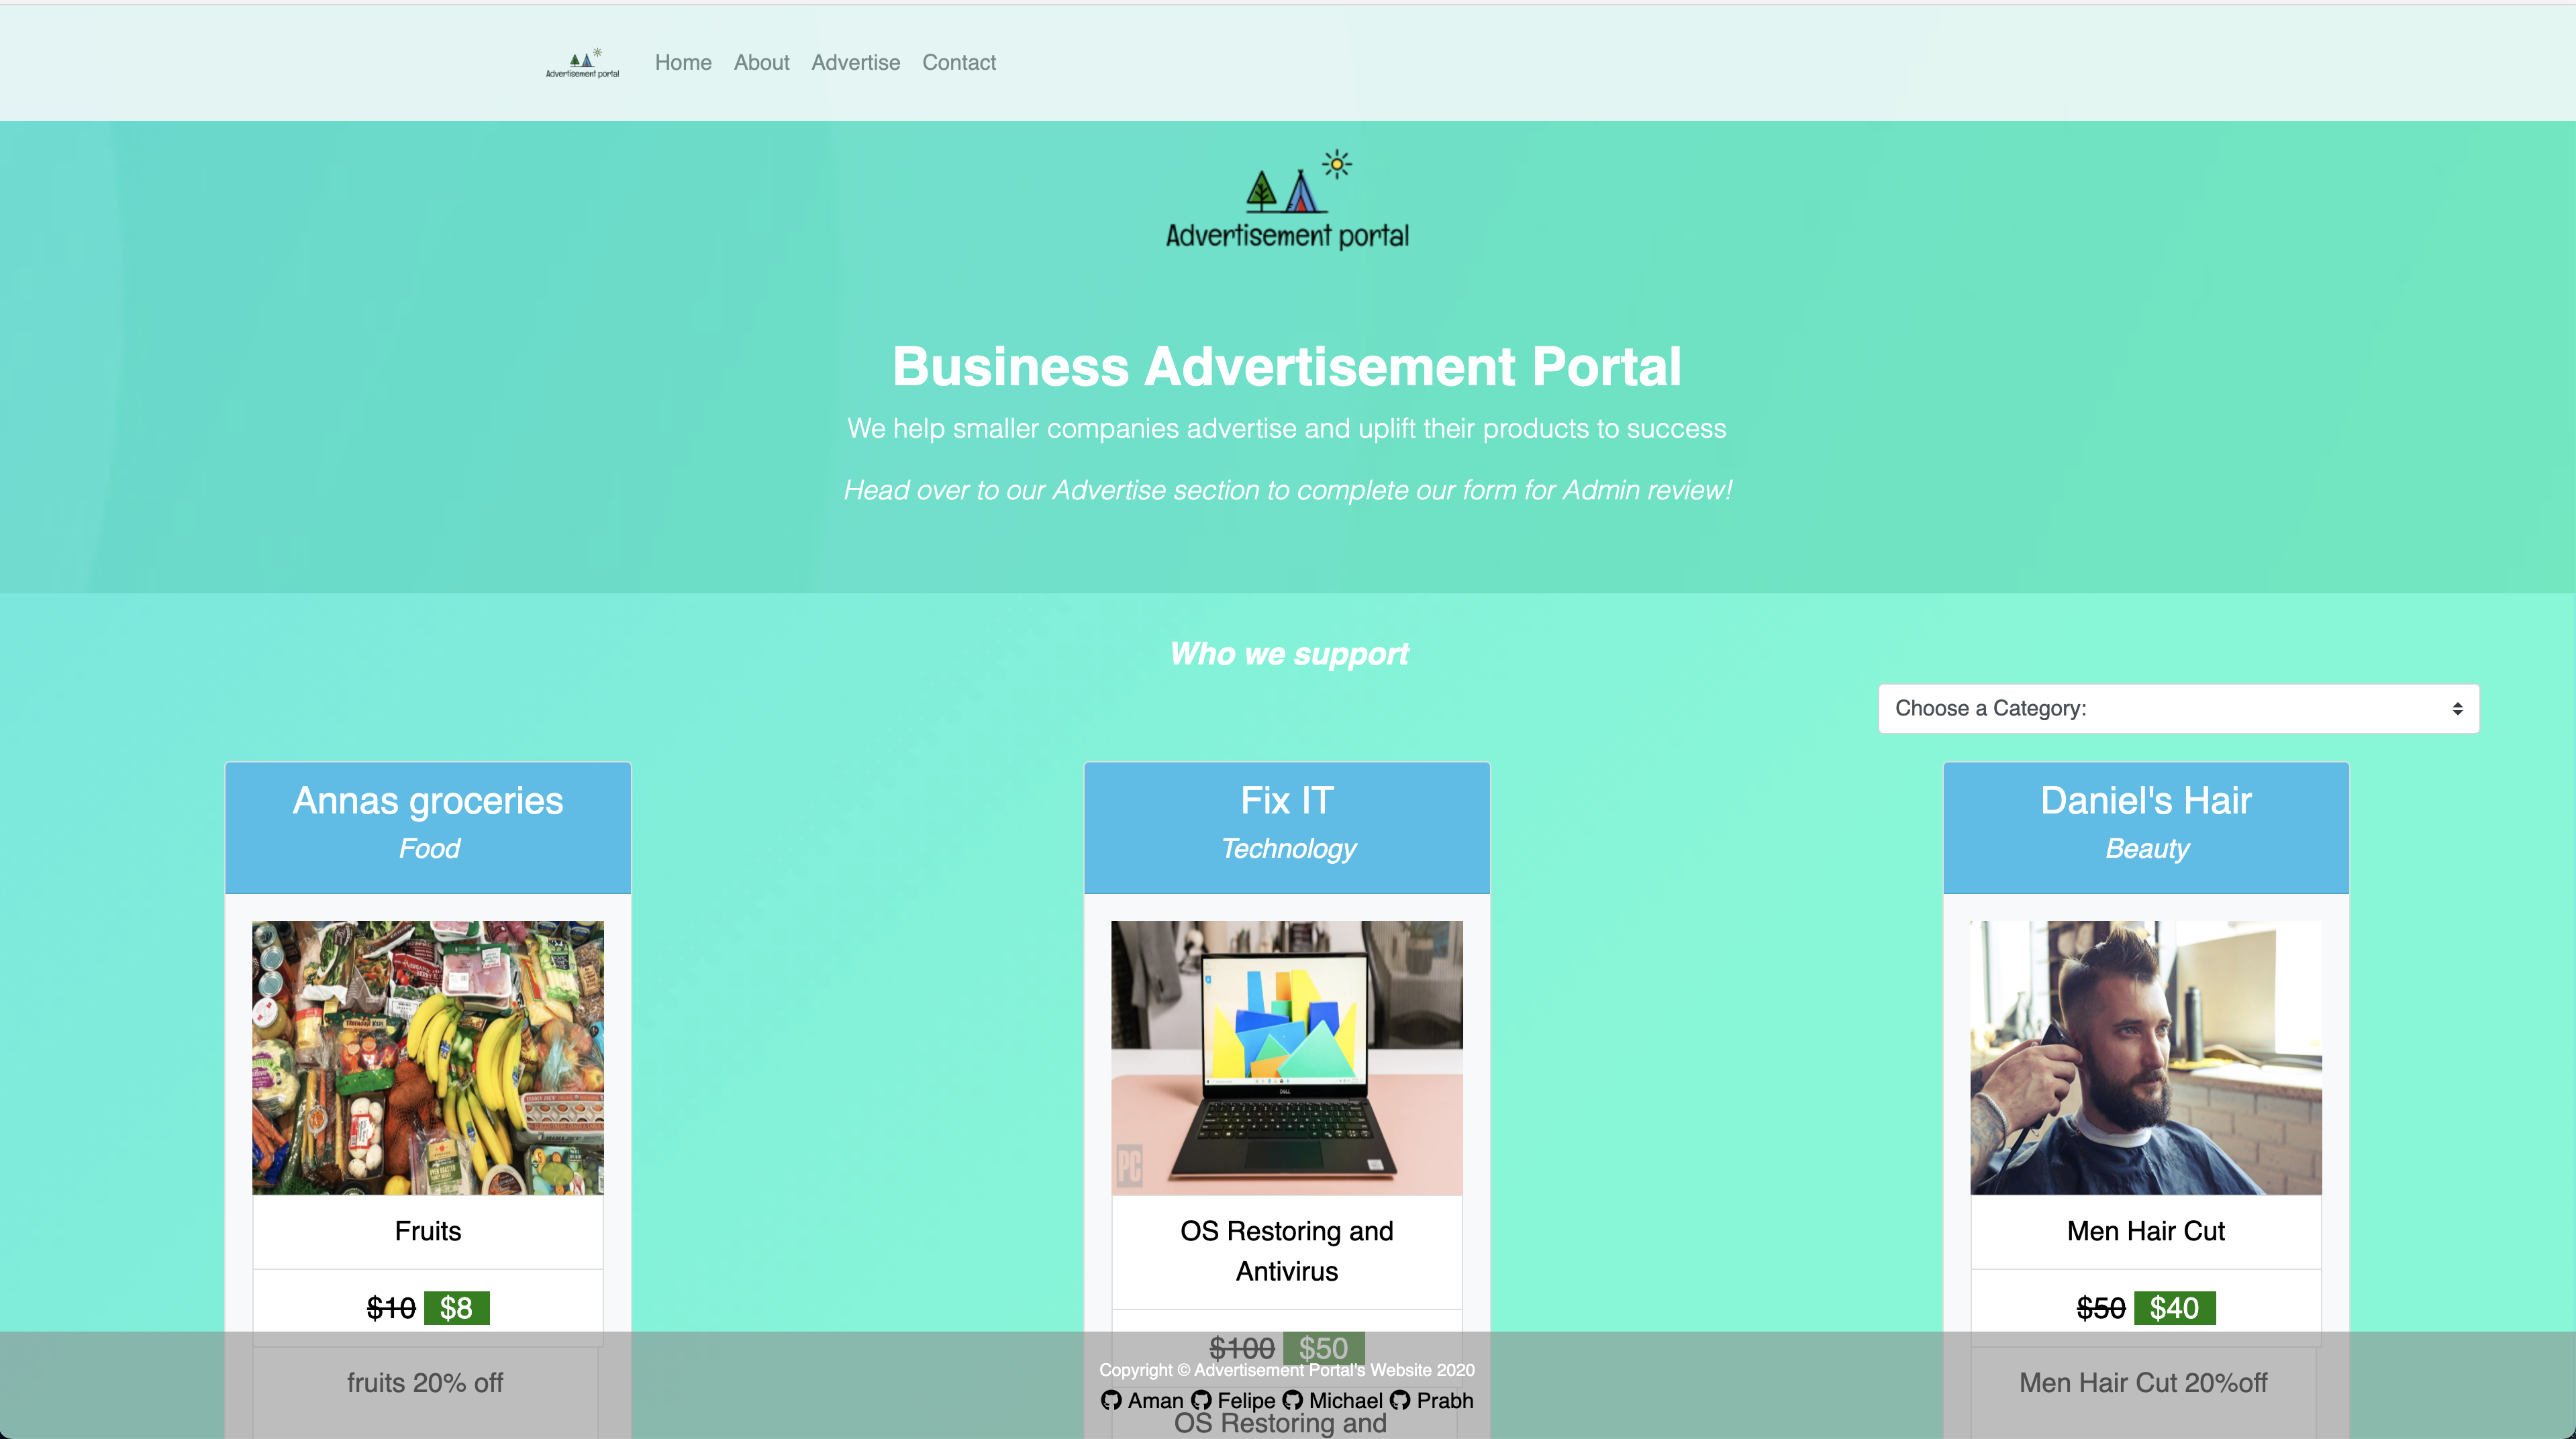 Advertisement portal
Home About Advertise Contact
Advertisement portal
Business Advertisement Portal
We help smaller companies advertise and uplift their products to success
Head over to our Advertise section to complete our form for Admin review!
Who we support
Choose a Category:
Annas groceries
Food
Fix IT
Technology
Daniel's Hair
Beauty
DELL
PC
Fruits
OS Restoring and
Antivirus
Men Hair Cut
$10 $8
$100 $50
$50 $40
fruits 20% off
OS Restoring and
Men Hair Cut 20%off
Copyright © Advertisement Portal's Website 2020
Aman Felipe Michael Prabh